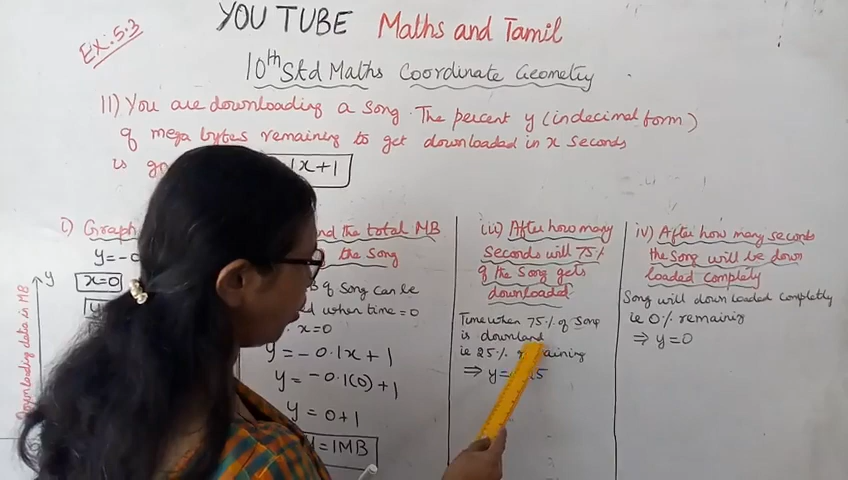 Ex:5.3
YOU TUBE Maths and Tamil
10th Std Maths Coordinate Geometry
11) You are downloading a song. The percent y (indecimal form)
of mega bytes remaining to get downloaded in x seconds
is 1x+1
i) Graph
y=-0
x=0
y
Downloading data in MB
nd the total MB
the Song
of Song can be
when time=0
x=0
y=-0.1x+1
y=-0.1(0)+1
y=0+1
y=1MB
iii) After how many
seconds will 75%
of the Song gets
downloaded
Time when 75% of Song
is downland
ie 25%
⇒ y=
iv) After how many seconds
the song will be down
loaded completly
Song will down loaded completly
ie 0% remainig
⇒ y=0